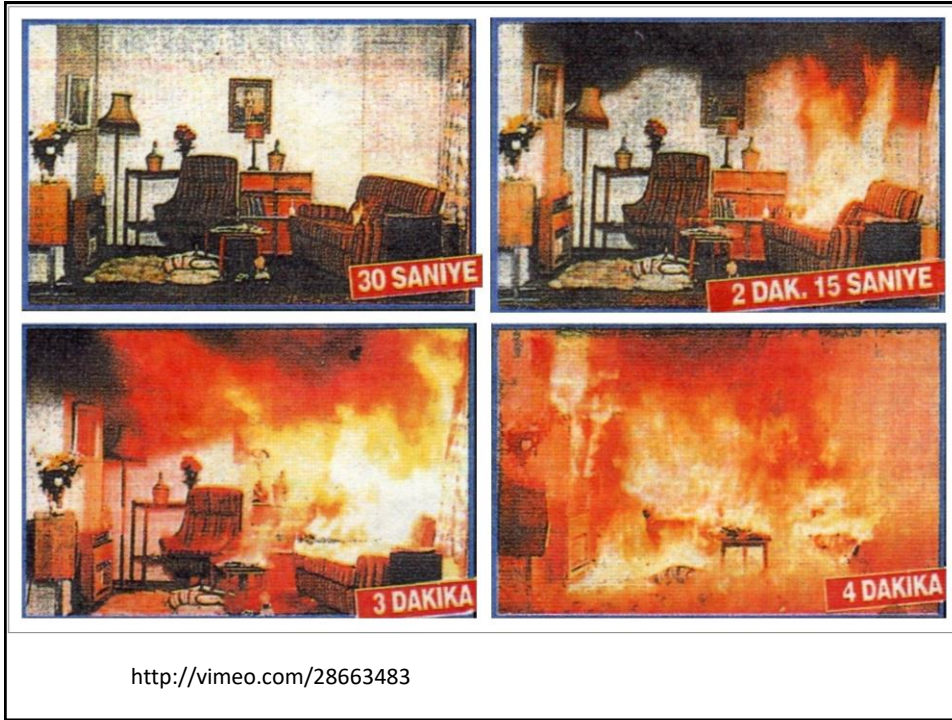 30 SANIYE
2 DAK. 15 SANIYE
3 DAKIKA
4 DAKIKA
http://vimeo.com/28663483